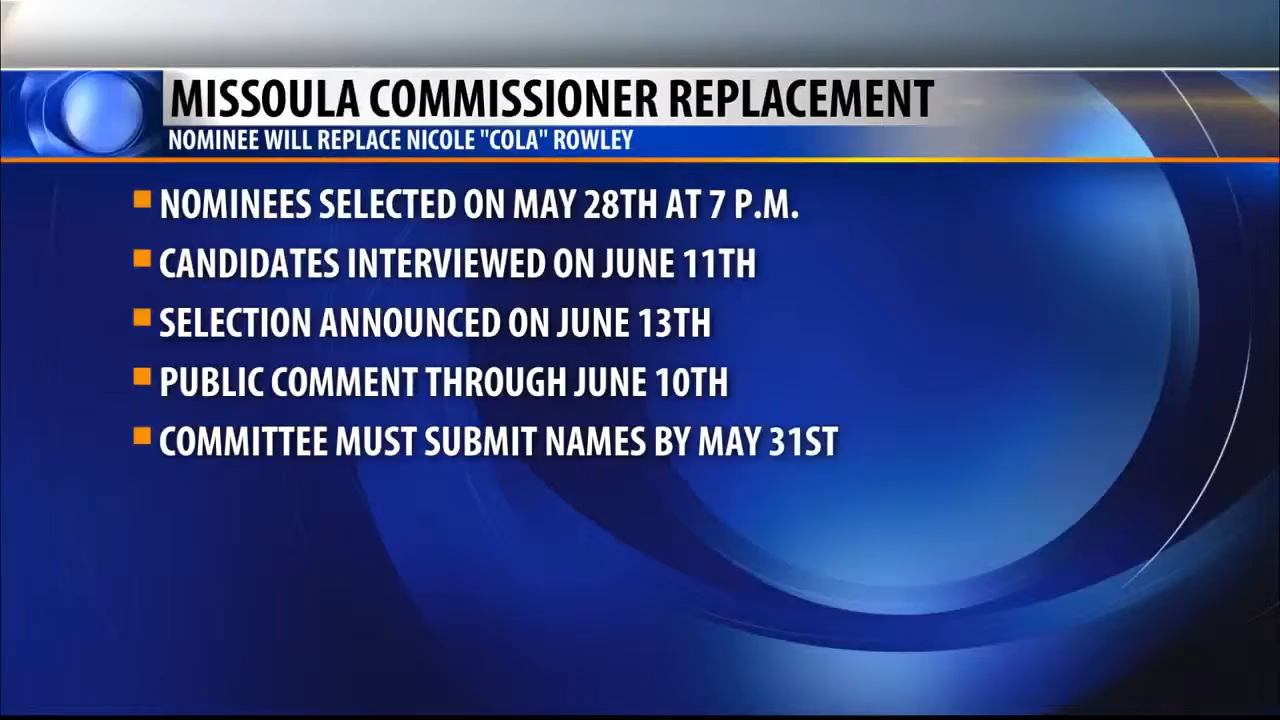 MISSOULA COMMISSIONER REPLACEMENT
NOMINEE WILL REPLACE NICOLE "COLA" ROWLEY
NOMINEES SELECTED ON MAY 28TH AT 7 P.M.
CANDIDATES INTERVIEWED ON JUNE 11TH
SELECTION ANNOUNCED ON JUNE 13TH
PUBLIC COMMENT THROUGH JUNE 10TH
COMMITTEE MUST SUBMIT NAMES BY MAY 31ST